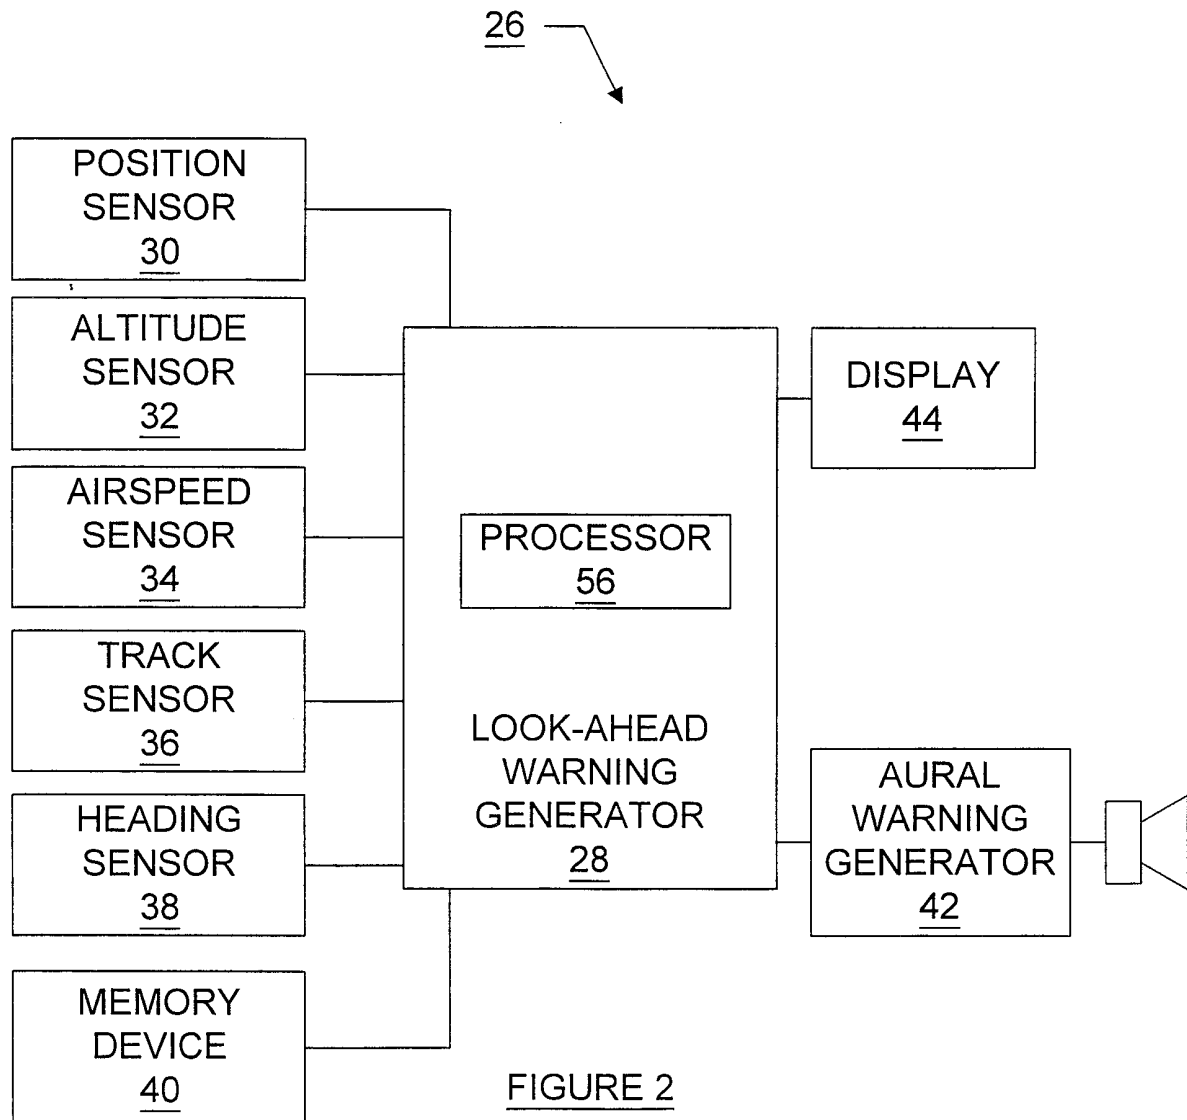 26
POSITION
SENSOR
30
ALTITUDE
SENSOR
32
AIRSPEED
SENSOR
34
TRACK
SENSOR
36
HEADING
SENSOR
38
MEMORY
DEVICE
40
PROCESSOR
56
LOOK-AHEAD
WARNING
GENERATOR
28
DISPLAY
44
AURAL
WARNING
GENERATOR
42
FIGURE 2